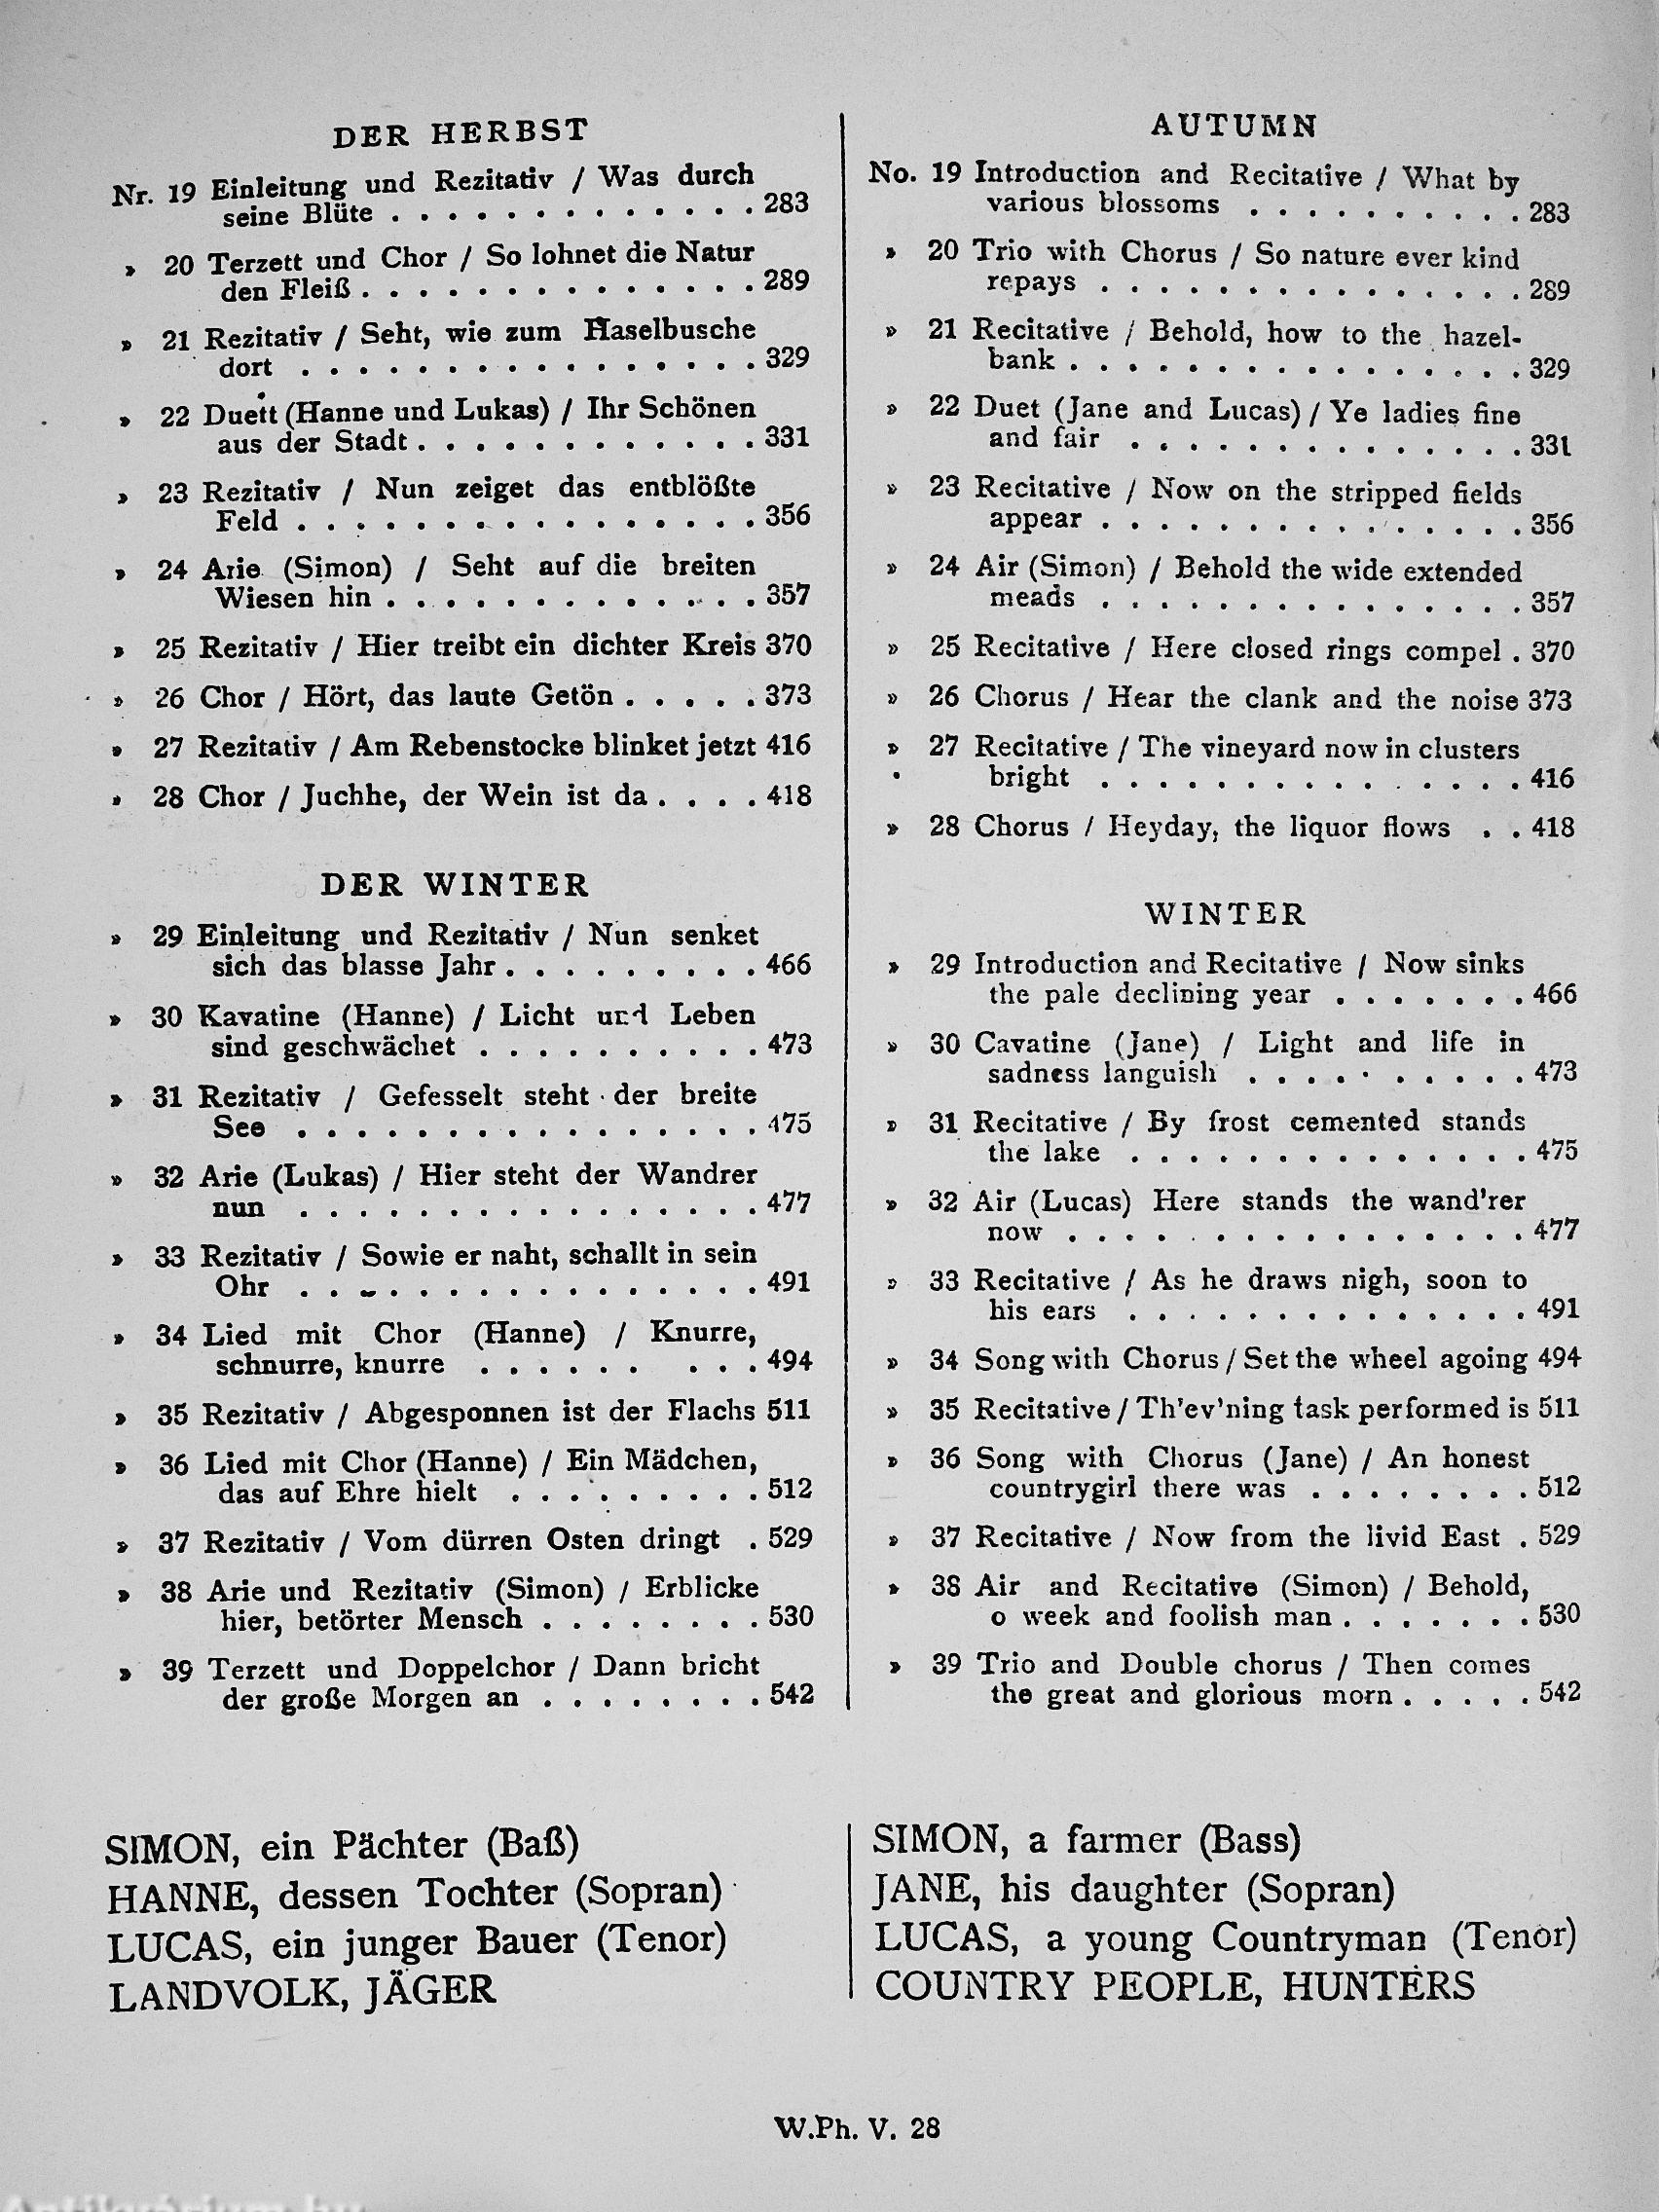 DER HERBST
Nr. 19 Einleitung und Rezitativ / Was durch
seine Blüte . . . . . . . . . . . . . 283
» 20 Terzett und Chor / So lohnet die Natur
den Fleiß . . . . . . . . . . . . . . 289
» 21 Rezitativ / Seht, wie zum Haselbusche
dort . . . . . . . . . . . . . . . . 329
» 22 Duett (Hanne und Lukas) / Ihr Schönen
aus der Stadt . . . . . . . . . . . . 331
» 23 Rezitativ / Nun zeiget das entblößte
Feld . . . . . . . . . . . . . . . . 356
» 24 Arie (Simon) / Seht auf die breiten
Wiesen hin . . . . . . . . . . . . . 357
» 25 Rezitativ / Hier treibt ein dichter Kreis 370
» 26 Chor / Hört, das laute Getön . . . . . 373
» 27 Rezitativ / Am Rebenstocke blinket jetzt 416
» 28 Chor / Juchhe, der Wein ist da . . . . 418
DER WINTER
» 29 Einleitung und Rezitativ / Nun senket
sich das blasse Jahr . . . . . . . . . 466
» 30 Kavatine (Hanne) / Licht und Leben
sind geschwächet . . . . . . . . . . 473
» 31 Rezitativ / Gefesselt steht der breite
See . . . . . . . . . . . . . . . . 475
» 32 Arie (Lukas) / Hier steht der Wandrer
nun . . . . . . . . . . . . . . . . 477
» 33 Rezitativ / Sowie er naht, schallt in sein
Ohr . . . . . . . . . . . . . . . . 491
» 34 Lied mit Chor (Hanne) / Knurre,
schnurre, knurre . . . . . . . . . 494
» 35 Rezitativ / Abgesponnen ist der Flachs 511
» 36 Lied mit Chor (Hanne) / Ein Mädchen,
das auf Ehre hielt . . . . . . . . . 512
» 37 Rezitativ / Vom dürren Osten dringt . 529
» 38 Arie und Rezitativ (Simon) / Erblicke
hier, betörter Mensch . . . . . . . . 530
» 39 Terzett und Doppelchor / Dann bricht
der große Morgen an . . . . . . . . 542
AUTUMN
No. 19 Introduction and Recitative / What by
various blossoms . . . . . . . . . . 283
» 20 Trio with Chorus / So nature ever kind
repays . . . . . . . . . . . . . . . 289
» 21 Recitative / Behold, how to the hazel-
bank . . . . . . . . . . . . . . . . 329
» 22 Duet (Jane and Lucas) / Ye ladies fine
and fair . . . . . . . . . . . . . . 331
» 23 Recitative / Now on the stripped fields
appear . . . . . . . . . . . . . . . 356
» 24 Air (Simon) / Behold the wide extended
meads . . . . . . . . . . . . . . . 357
» 25 Recitative / Here closed rings compel . 370
» 26 Chorus / Hear the clank and the noise 373
» 27 Recitative / The vineyard now in clusters
bright . . . . . . . . . . . . . . . 416
» 28 Chorus / Heyday, the liquor flows . . 418
WINTER
» 29 Introduction and Recitative / Now sinks
the pale declining year . . . . . . . 466
» 30 Cavatine (Jane) / Light and life in
sadness languish . . . . . . . . . . 473
» 31 Recitative / By frost cemented stands
the lake . . . . . . . . . . . . . . 475
» 32 Air (Lucas) Here stands the wand'rer
now . . . . . . . . . . . . . . . . 477
» 33 Recitative / As he draws nigh, soon to
his ears . . . . . . . . . . . . . . 491
» 34 Song with Chorus / Set the wheel agoing 494
» 35 Recitative / Th'ev'ning task performed is 511
» 36 Song with Chorus (Jane) / An honest
countrygirl there was . . . . . . . . 512
» 37 Recitative / Now from the livid East . 529
» 38 Air and Recitative (Simon) / Behold,
o week and foolish man . . . . . . . 530
» 39 Trio and Double chorus / Then comes
the great and glorious morn . . . . . 542
SIMON, ein Pächter (Baß)
HANNE, dessen Tochter (Sopran)
LUCAS, ein junger Bauer (Tenor)
LANDVOLK, JÄGER
SIMON, a farmer (Bass)
JANE, his daughter (Sopran)
LUCAS, a young Countryman (Tenor)
COUNTRY PEOPLE, HUNTERS
W.Ph. V. 28